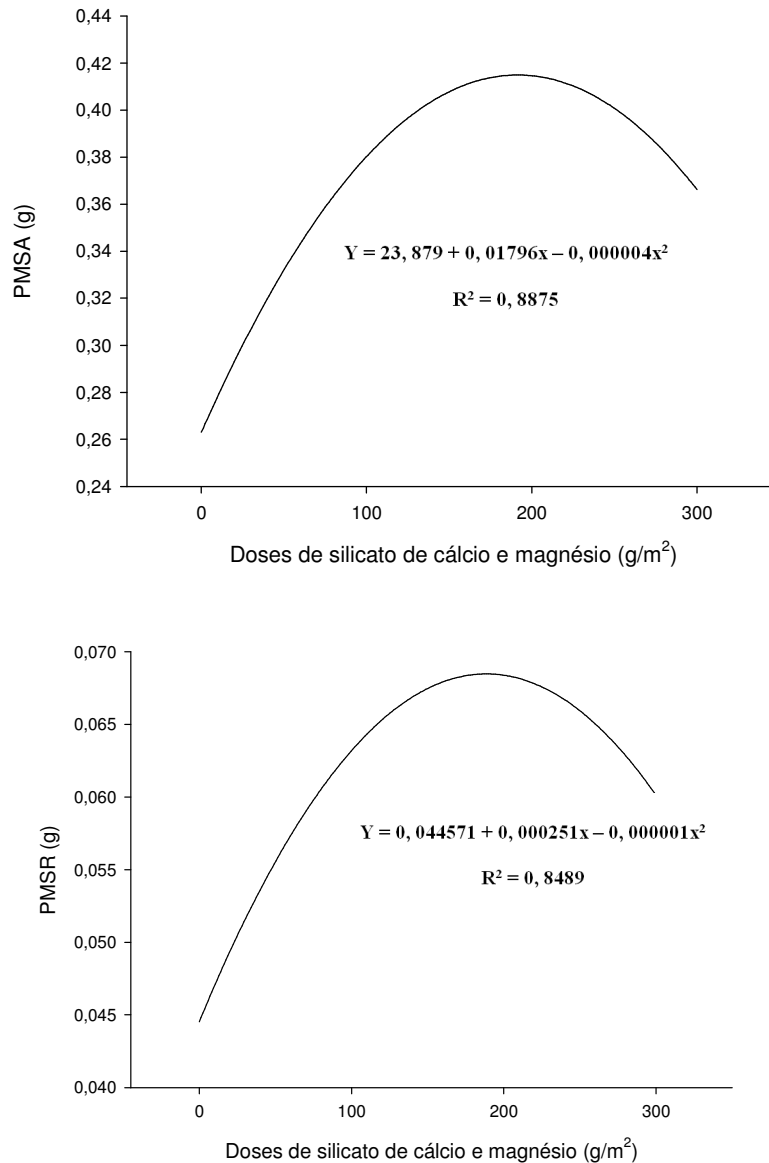 0,44
0,42
0,40
0,38
0,36
0,34
0,32
0,30
0,28
0,26
0,24
PMSA (g)
Y = 23, 879 + 0, 01796x – 0, 000004x²
R² = 0, 8875
0 100 200 300
Doses de silicato de cálcio e magnésio (g/m²)
0,070
0,065
0,060
0,055
0,050
0,045
0,040
PMSR (g)
Y = 0, 044571 + 0, 000251x – 0, 000001x²
R² = 0, 8489
0 100 200 300
Doses de silicato de cálcio e magnésio (g/m²)